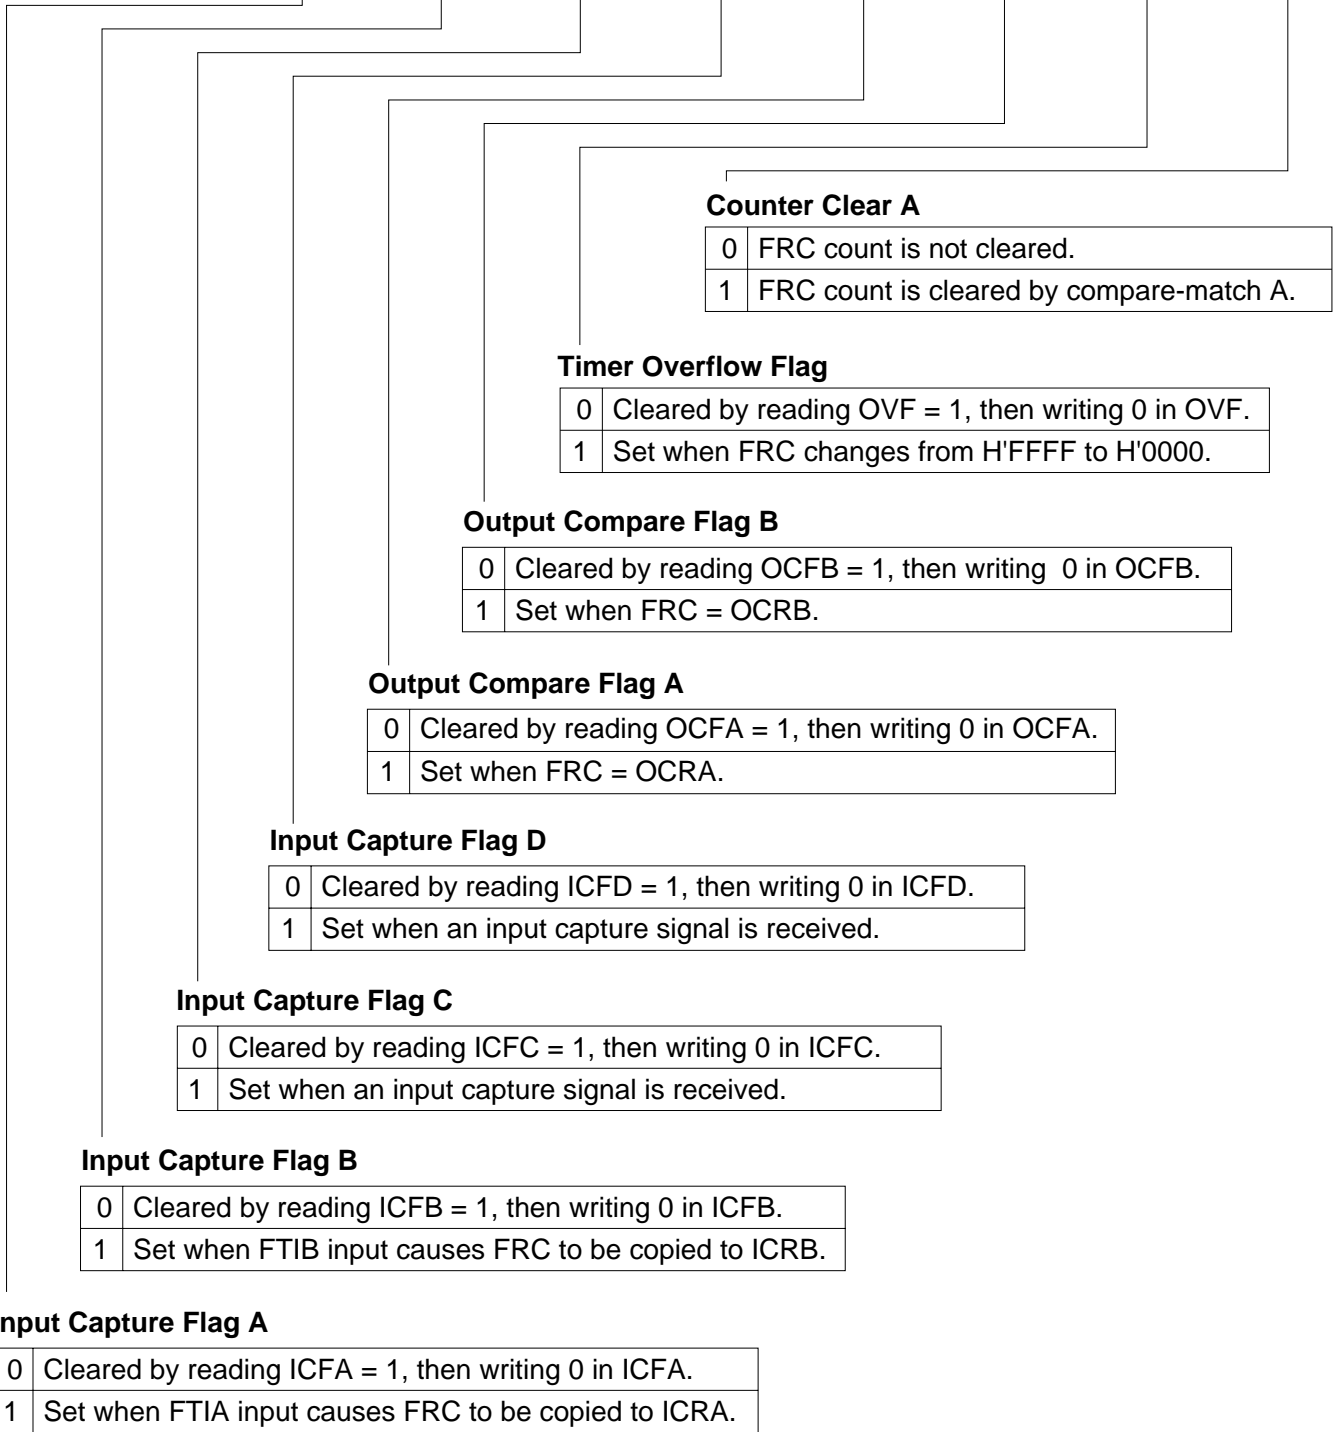 Counter Clear A
0 FRC count is not cleared.
1 FRC count is cleared by compare-match A.
Timer Overflow Flag
0 Cleared by reading OVF = 1, then writing 0 in OVF.
1 Set when FRC changes from H'FFFF to H'0000.
Output Compare Flag B
0 Cleared by reading OCFB = 1, then writing  0 in OCFB.
1 Set when FRC = OCRB.
Output Compare Flag A
0 Cleared by reading OCFA = 1, then writing 0 in OCFA.
1 Set when FRC = OCRA.
Input Capture Flag D
0 Cleared by reading ICFD = 1, then writing 0 in ICFD.
1 Set when an input capture signal is received.
Input Capture Flag C
0 Cleared by reading ICFC = 1, then writing 0 in ICFC.
1 Set when an input capture signal is received.
Input Capture Flag B
0 Cleared by reading ICFB = 1, then writing 0 in ICFB.
1 Set when FTIB input causes FRC to be copied to ICRB.
nput Capture Flag A
0 Cleared by reading ICFA = 1, then writing 0 in ICFA.
1 Set when FTIA input causes FRC to be copied to ICRA.